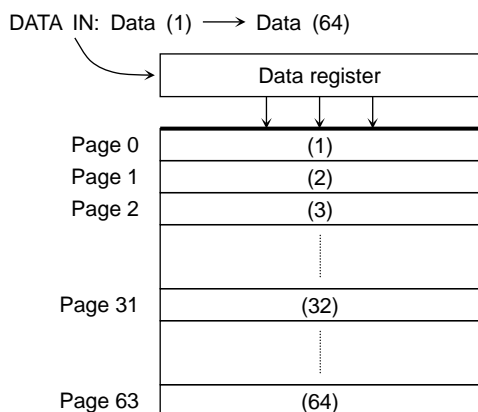 DATA IN: Data (1) → Data (64)
Data register
Page 0 (1)
Page 1 (2)
Page 2 (3)
Page 31 (32)
Page 63 (64)